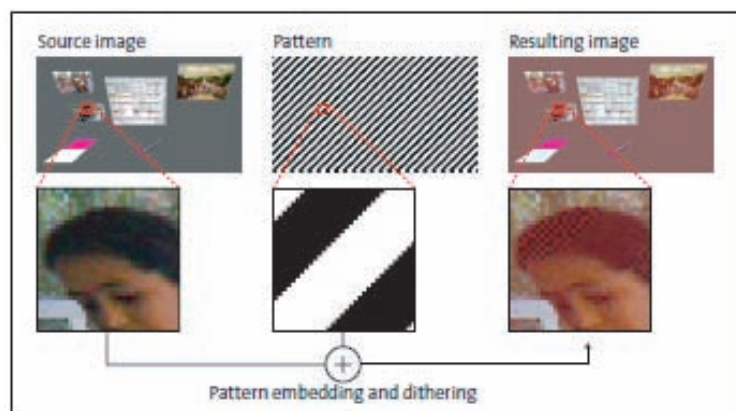 Source image
Pattern
Resulting image
Pattern embedding and dithering